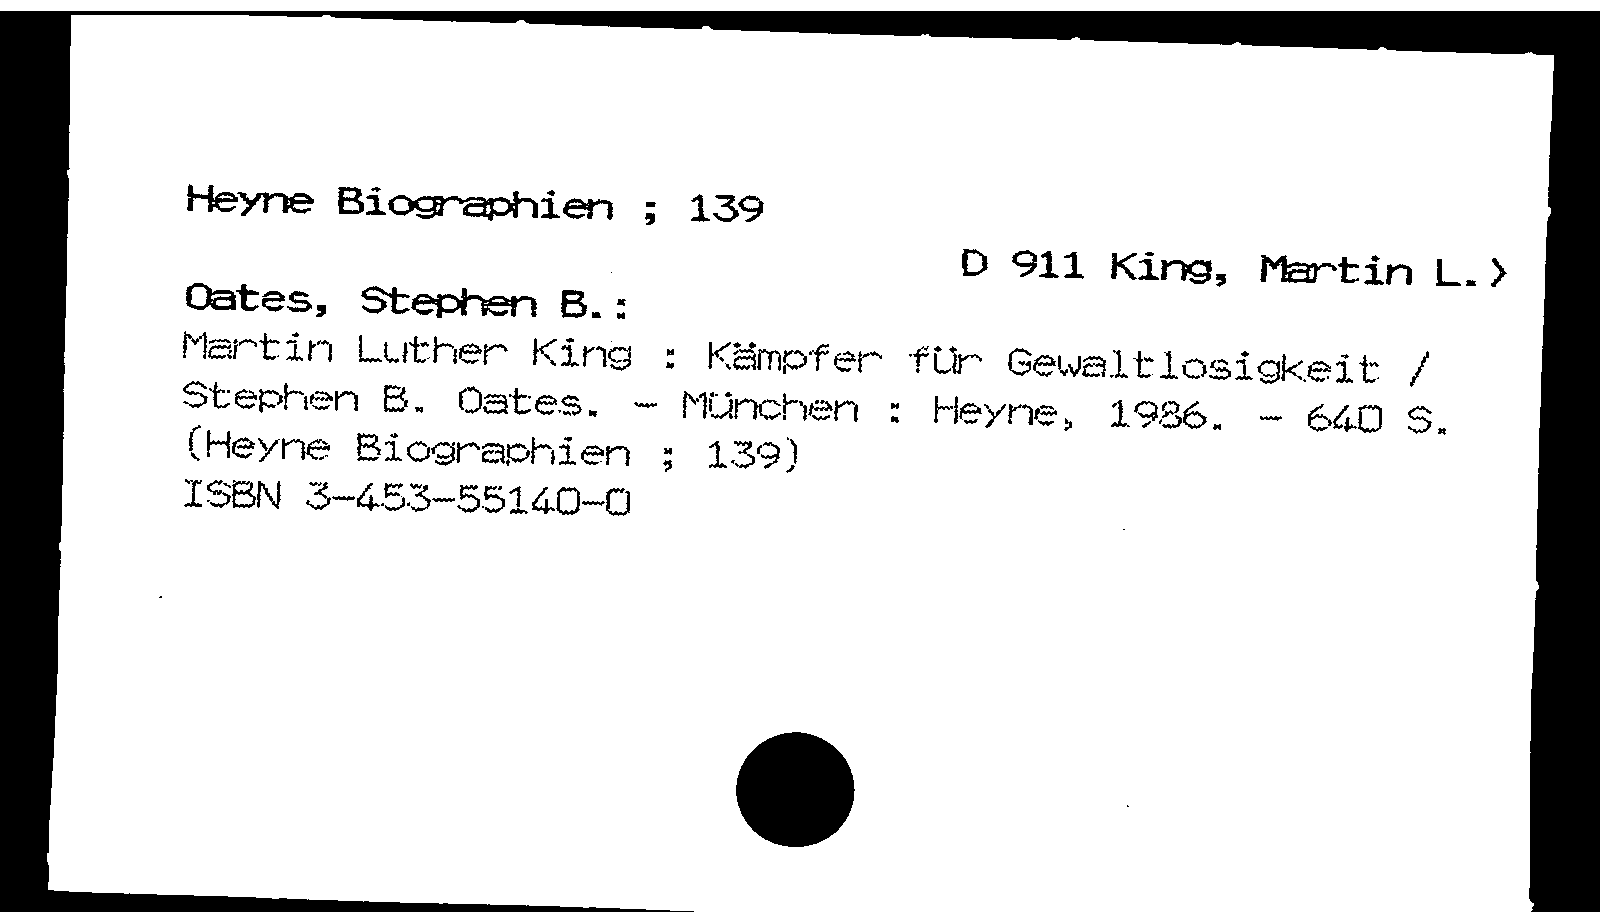 Heyne Biographien ; 139
D 911 King, Martin L.>
Oates, Stephen B.:
Martin Luther King : Kämpfer für Gewaltlosigkeit /
Stephen B. Oates. - München : Heyne, 1986. - 640 S.
(Heyne Biographien ; 139)
ISBN 3-453-55140-0